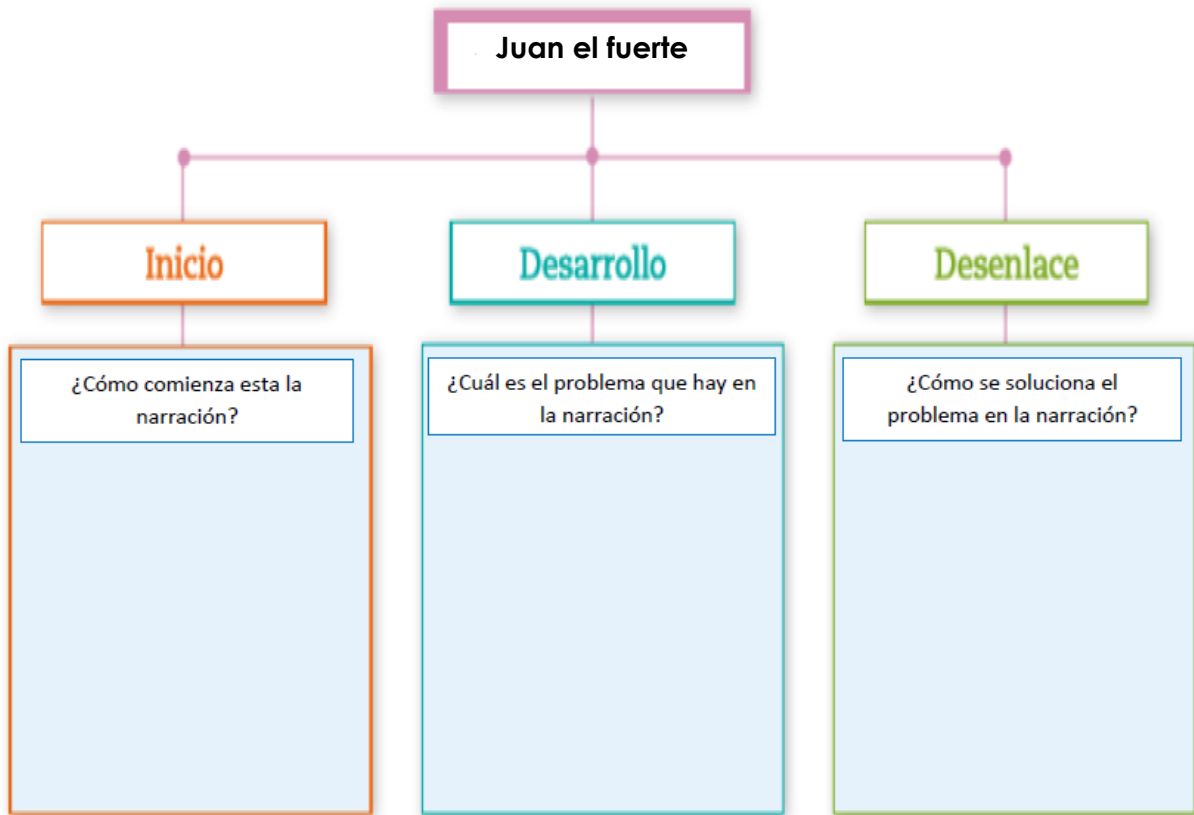 Juan el fuerte
Inicio
Desarrollo
Desenlace
¿Cómo comienza esta la
narración?
¿Cuál es el problema que hay en
la narración?
¿Cómo se soluciona el
problema en la narración?